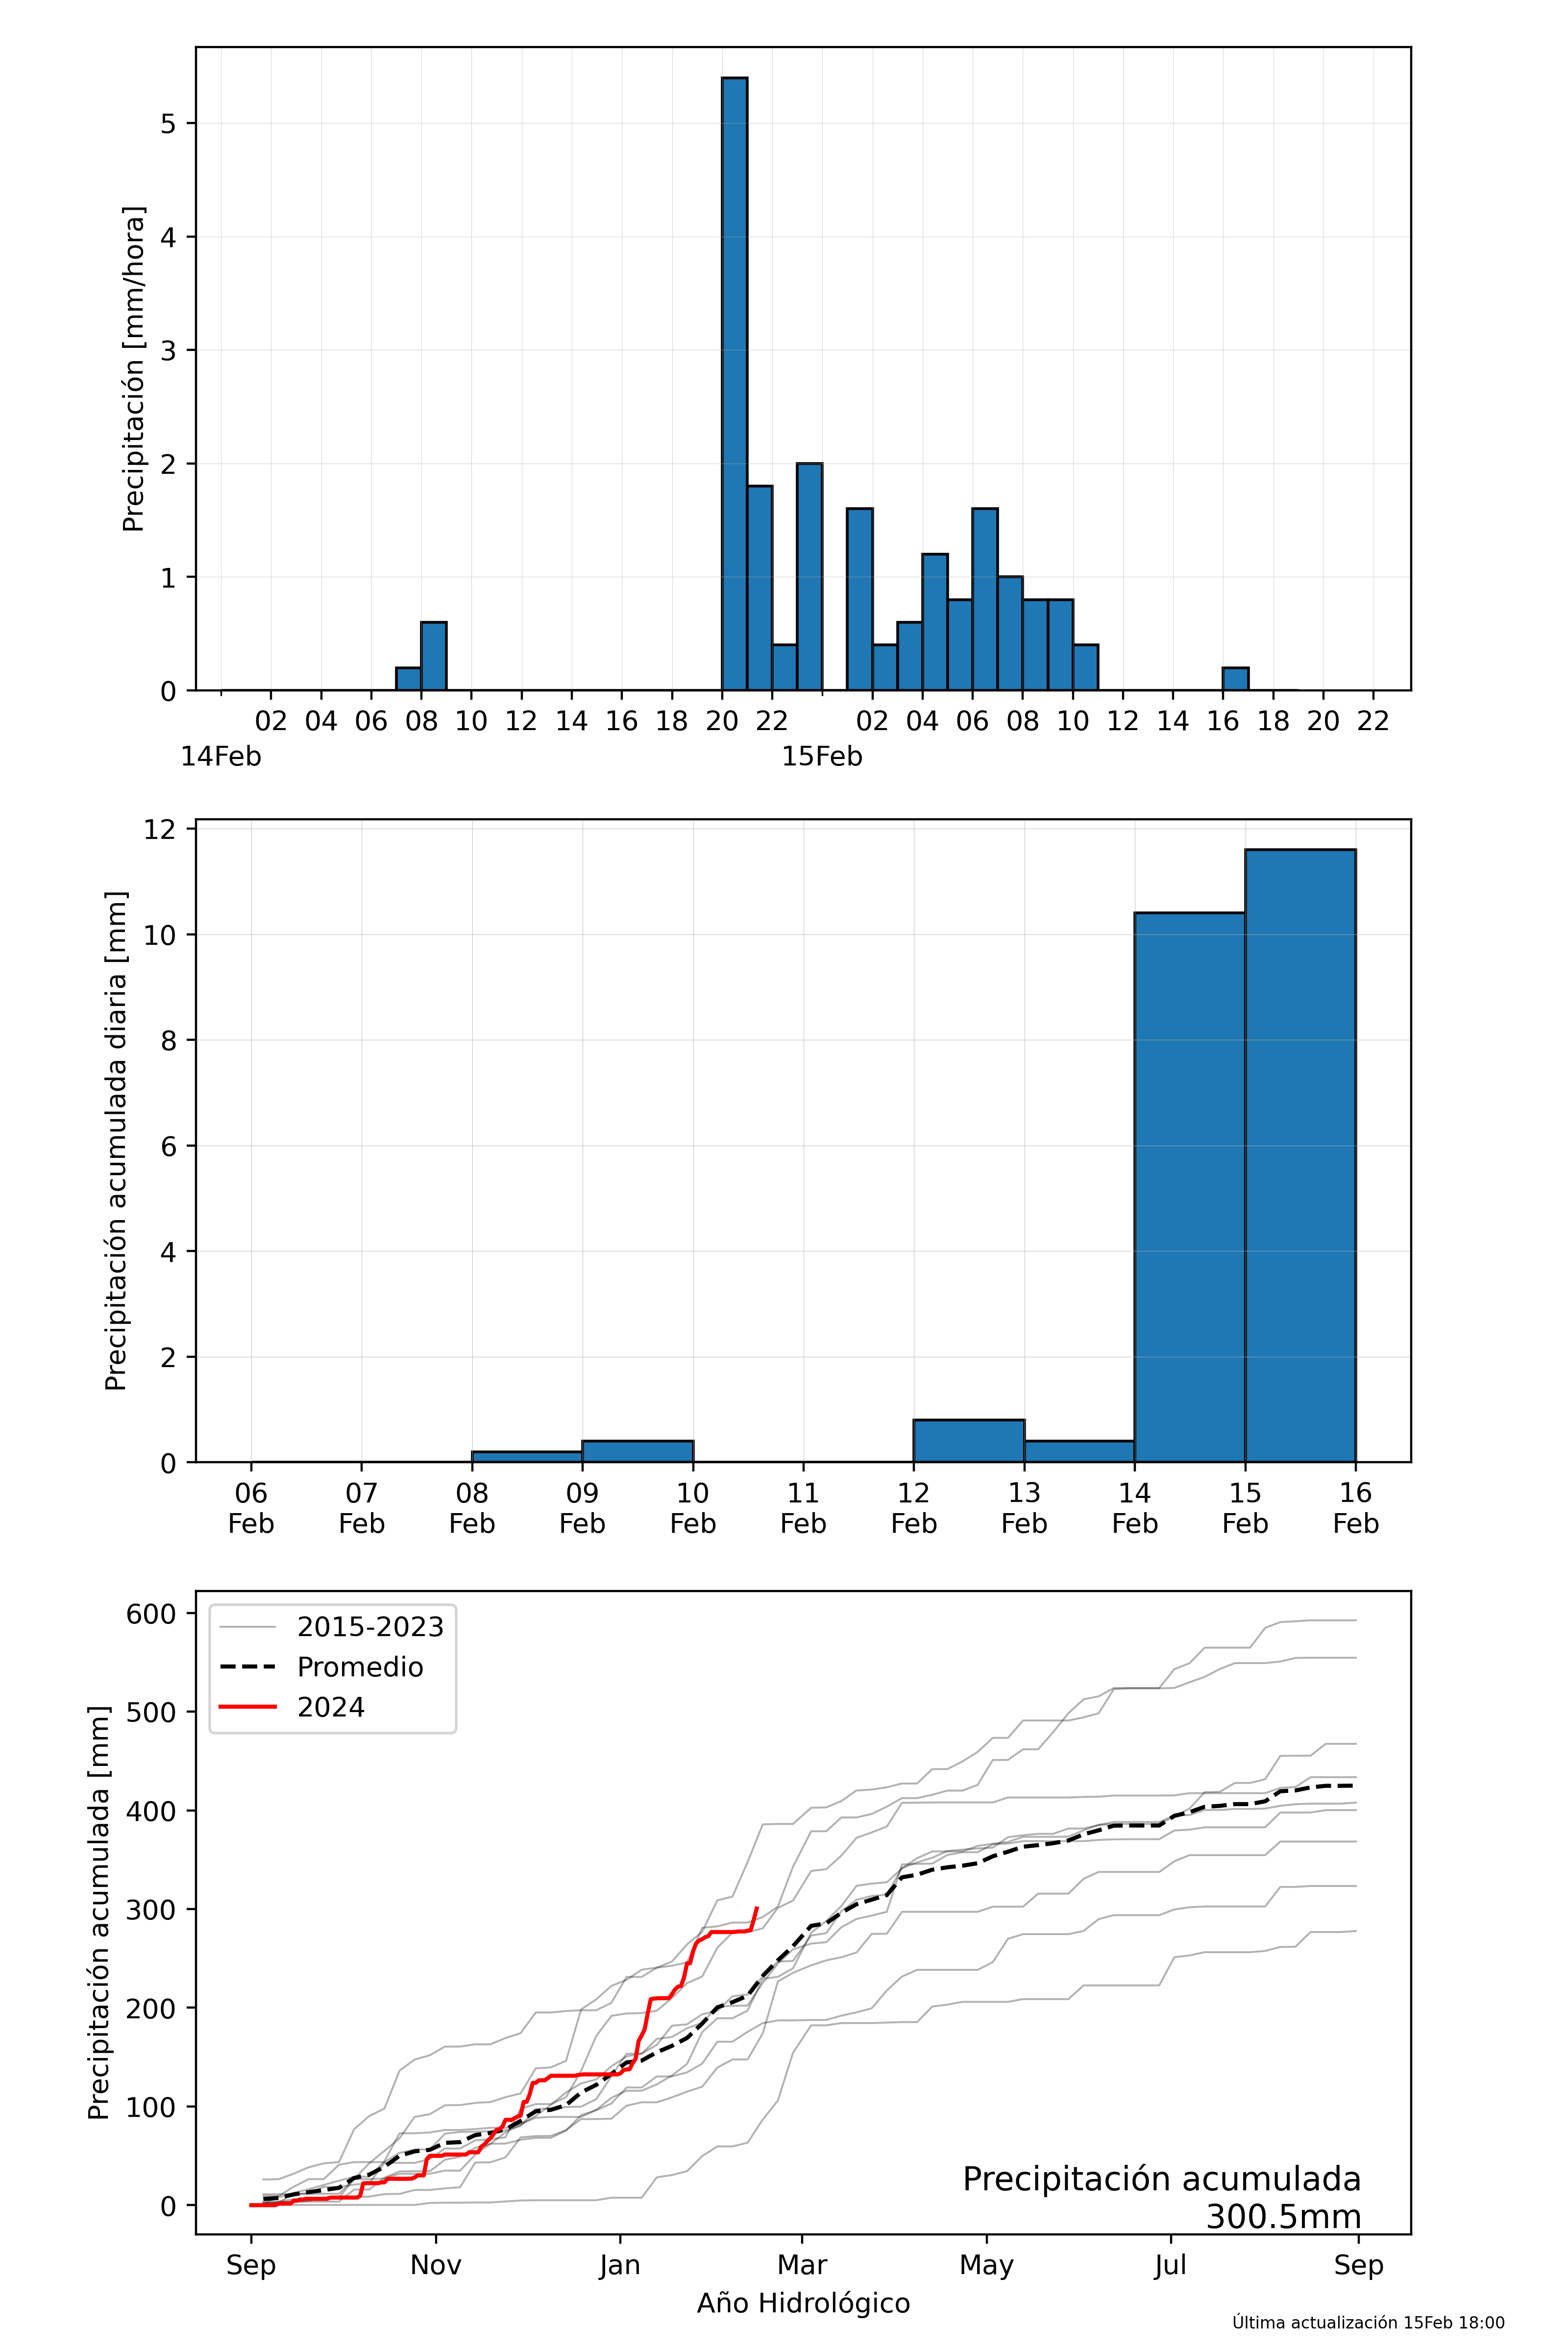 Precipitación [mm/hora]
5
4
3
2
1
0
02 04 06 08 10 12 14 16 18 20 22 02 04 06 08 10 12 14 16 18 20 22
14Feb 15Feb
Precipitación acumulada diaria [mm]
12
10
8
6
4
2
0
06 07 08 09 10 11 12 13 14 15 16
Feb Feb Feb Feb Feb Feb Feb Feb Feb Feb Feb
Precipitación acumulada [mm]
600
500
400
300
200
100
0
2015-2023
Promedio
2024
Precipitación acumulada
300.5mm
Sep Nov Jan Mar May Jul Sep
Año Hidrológico
Última actualización 15Feb 18:00